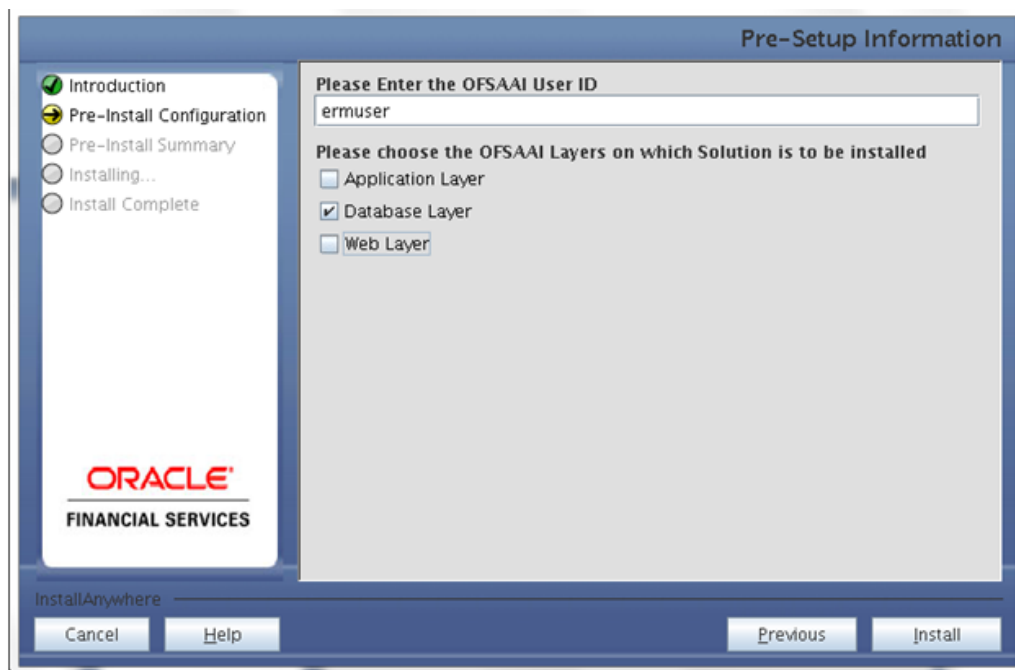 Pre-Setup Information
Introduction
Pre-Install Configuration
Pre-Install Summary
Installing...
Install Complete
ORACLE'
FINANCIAL SERVICES
Please Enter the OFSAAI User ID
ermuser
Please choose the OFSAAI Layers on which Solution is to be installed
Application Layer
Database Layer
Web Layer
InstallAnywhere
Cancel
Help
Previous
Install